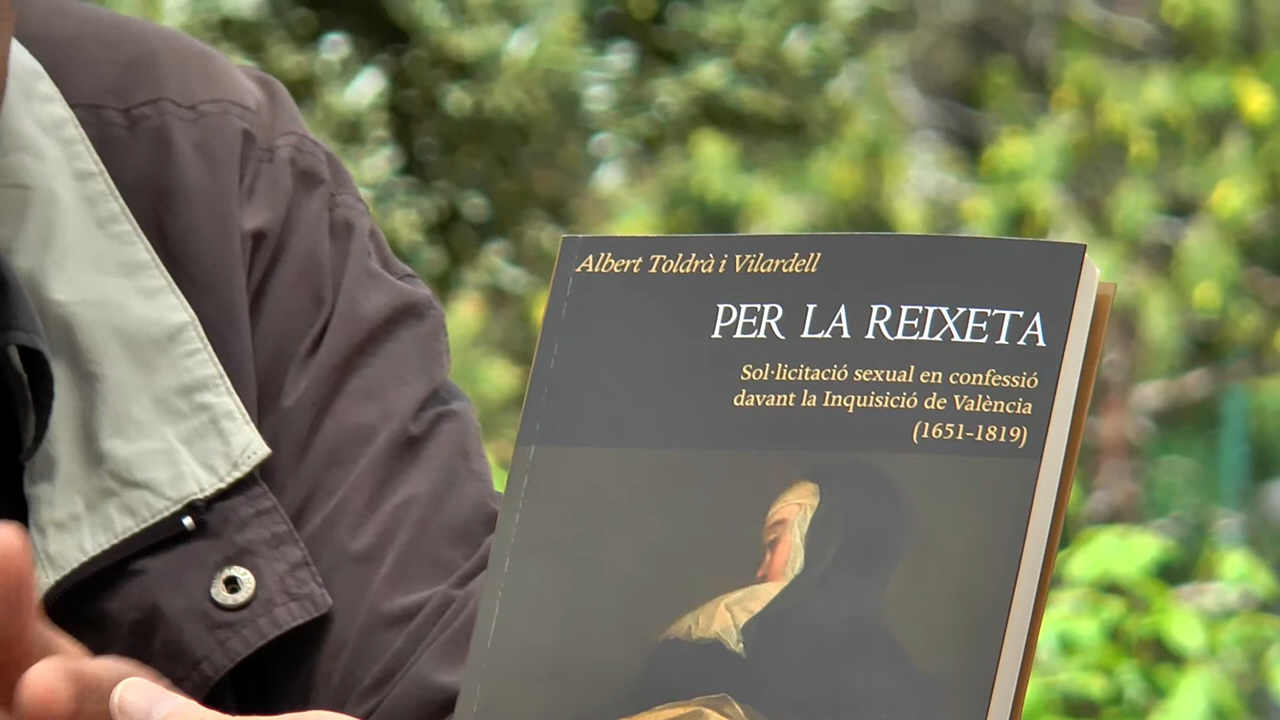 Albert Toldrà i Vilardell
PER LA REIXETA
Sol·licitació sexual en confessió
davant la Inquisició de València
(1651-1819)